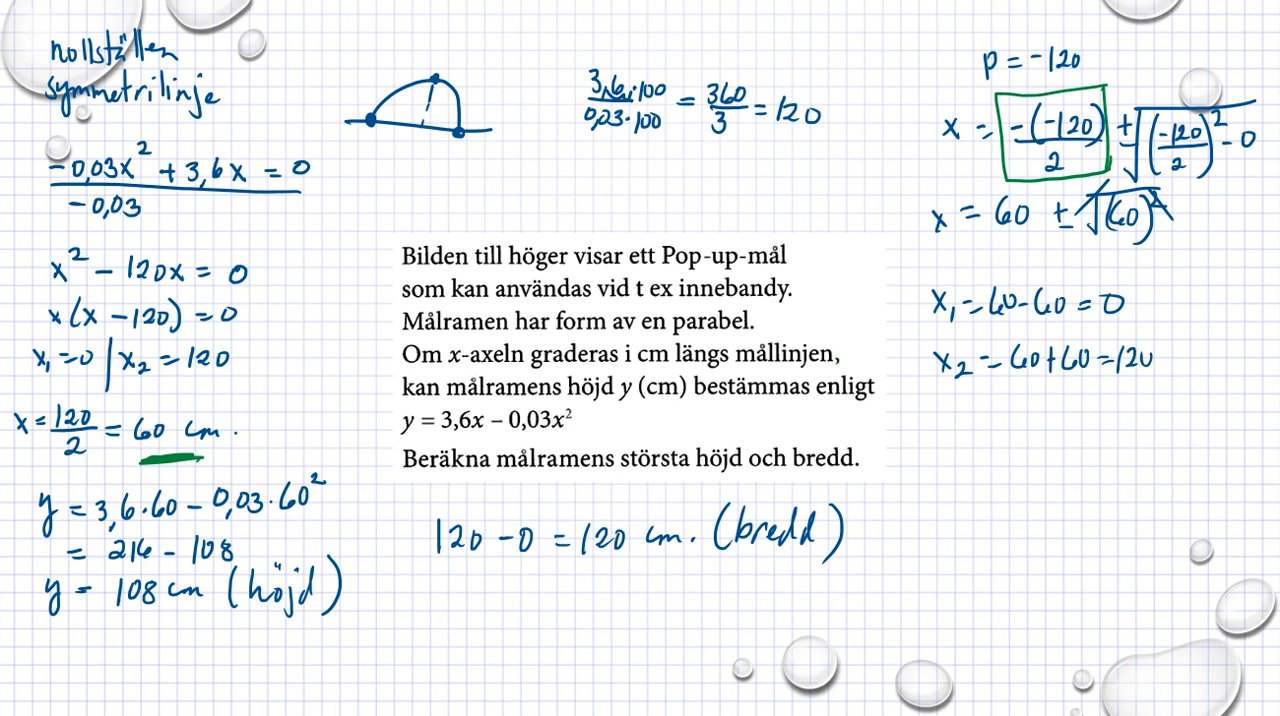 nollställen
symmetrilinje
-0,03x² + 3,6x = 0
-0,03
x² - 120x = 0
x(x - 120) = 0
x₁ = 0 | x₂ = 120
x = 120/2 = 60 cm.
y = 3,6·60 - 0,03·60²
= 216 - 108
y = 108 cm (höjd)
3,6·100/0,03·100 = 360/3 = 120
Bilden till höger visar ett Pop-up-mål
som kan användas vid t ex innebandy.
Målramen har form av en parabel.
Om x-axeln graderas i cm längs mållinjen,
kan målramens höjd y (cm) bestämmas enligt
y = 3,6x – 0,03x²
Beräkna målramens största höjd och bredd.
120 - 0 = 120 cm. (bredd)
p = -120
x = -(-120)/2 ± √((-120/2)² - 0)
x = 60 ± √(60)²
x₁ = 60 - 60 = 0
x₂ = 60 + 60 = 120